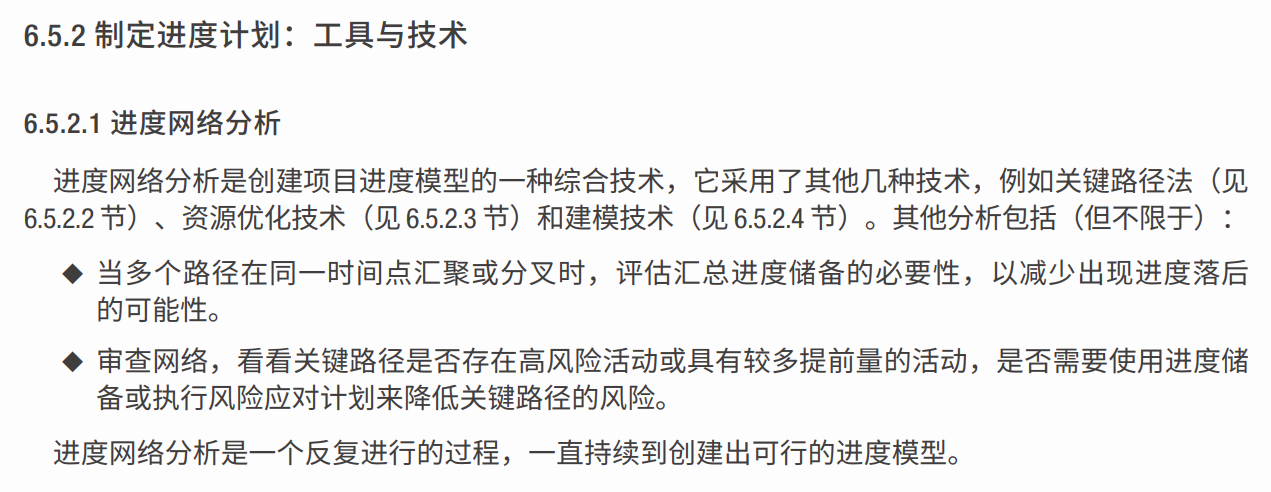 6.5.2 制定进度计划：工具与技术
6.5.2.1 进度网络分析
进度网络分析是创建项目进度模型的一种综合技术，它采用了其他几种技术，例如关键路径法（见
6.5.2.2 节）、资源优化技术（见 6.5.2.3 节）和建模技术（见 6.5.2.4 节）。其他分析包括（但不限于）：
◆ 当多个路径在同一时间点汇聚或分叉时，评估汇总进度储备的必要性，以减少出现进度落后
的可能性。
◆ 审查网络，看看关键路径是否存在高风险活动或具有较多提前量的活动，是否需要使用进度储
备或执行风险应对计划来降低关键路径的风险。
进度网络分析是一个反复进行的过程，一直持续到创建出可行的进度模型。